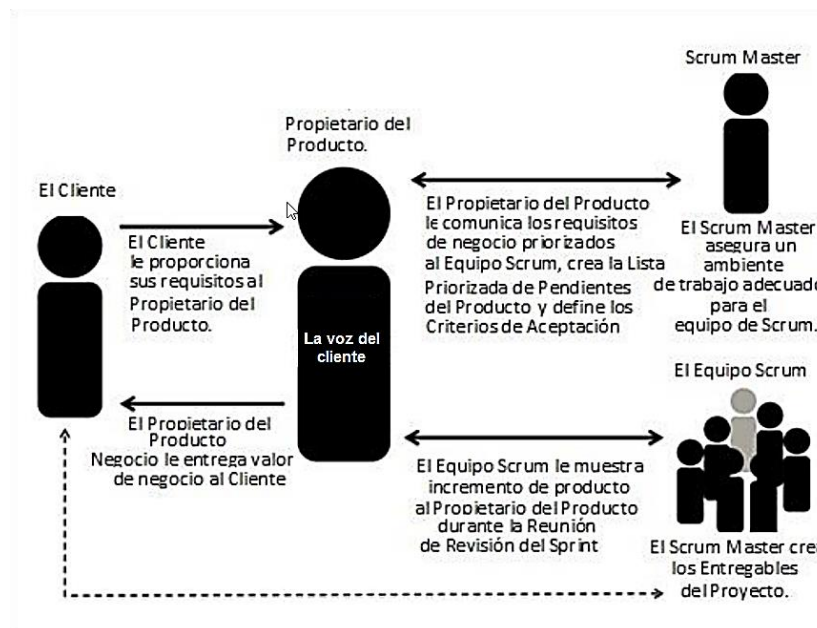 Scrum Master
Propietario del
Producto.
El Cliente
El Cliente
le proporciona
sus requisitos al
Propietario del
Producto.
La voz del
cliente
El Propietario del Producto
le comunica los requisitos
de negocio priorizados
al Equipo Scrum, crea la Lista
Priorizada de Pendientes
del Producto y define los
Criterios de Aceptación
El Scrum Master
asegura un
ambiente
de trabajo adecuado
para el
equipo de Scrum.
El Equipo Scrum
El Propietario del
Producto
Negocio le entrega valor
de negocio al Cliente
El Equipo Scrum le muestra
incremento de producto
al Propietario del Producto
durante la Reunión
de Revisión del Sprint
El Scrum Master cre
los Entregables
del Proyecto.